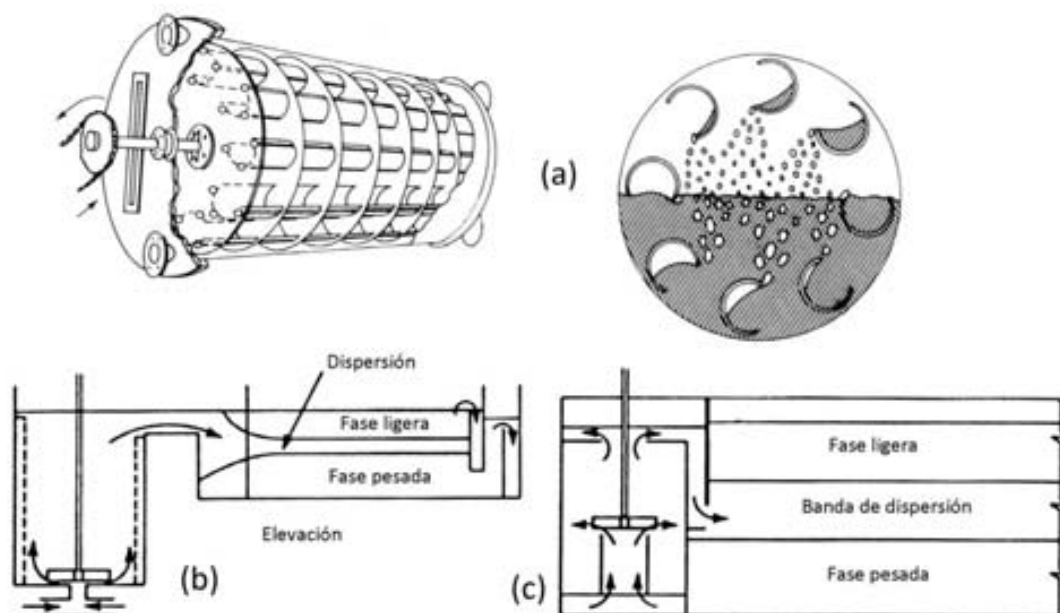 (a)
Dispersión
Fase ligera
Fase pesada
Elevación
(b)
Fase ligera
Banda de dispersión
Fase pesada
(c)